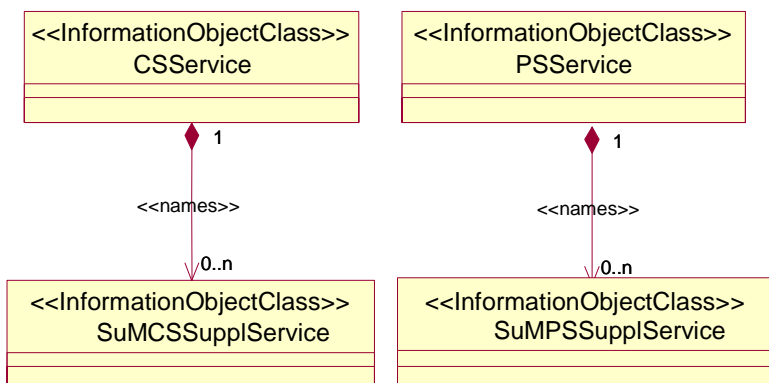 <<InformationObjectClass>>
CSService
<<InformationObjectClass>>
PSService
1
1
<<names>>
<<names>>
0..n
0..n
<<InformationObjectClass>>
SuMCSSupplService
<<InformationObjectClass>>
SuMPSSupplService